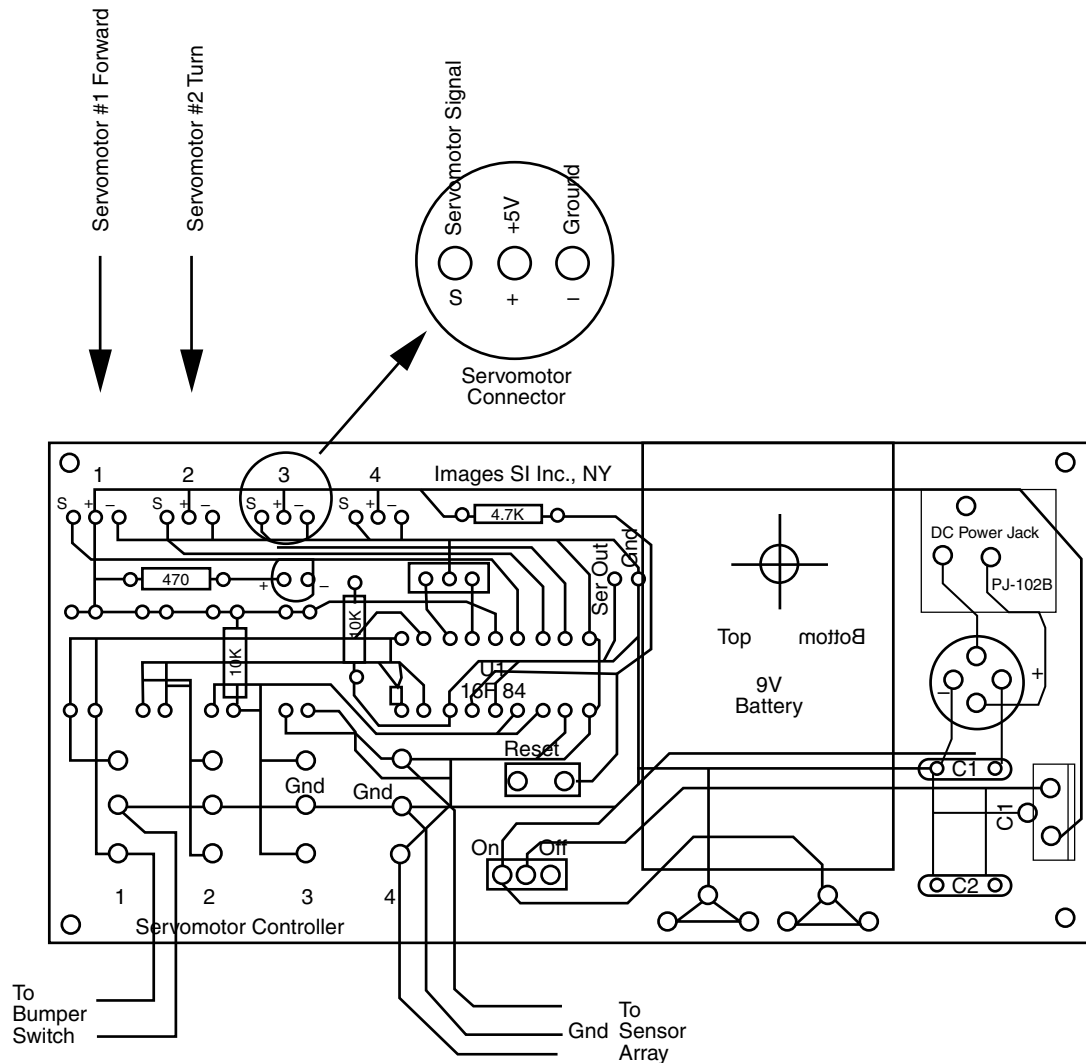 Servomotor #1 Forward
Servomotor #2 Turn
Servomotor Signal
+5V
Ground
S + –
Servomotor
Connector
1 2 3 4 Images SI Inc., NY
S + – S + – S + – S + –
4.7K
DC Power Jack
PJ-102B
470
+ –
Ser Out
Gnd
10K
10K
U1
16F 84
Top Bottom
9V
Battery
– +
Reset
Gnd
Gnd
C1
C1
On Off
C2
1 2 3 4
Servomotor Controller
To
Bumper
Switch
To
Gnd Sensor
Array